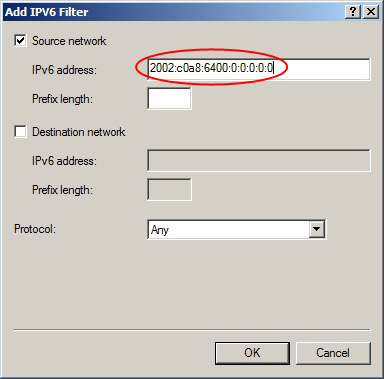 Add IPV6 Filter
Source network
IPv6 address: 2002:c0a8:6400:0:0:0:0:0
Prefix length:
Destination network
IPv6 address:
Prefix length:
Protocol: Any
OK Cancel